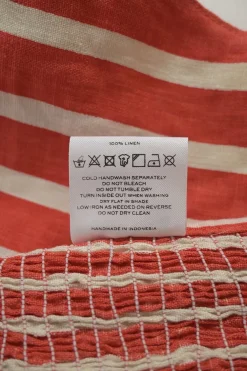 100% LINEN
COLD HANDWASH SEPARATELY
DO NOT BLEACH
DO NOT TUMBLE DRY
TURN INSIDE OUT WHEN WASHING
DRY FLAT IN SHADE
LOW IRON AS NEEDED ON REVERSE
DO NOT DRY CLEAN
HANDMADE IN INDONESIA